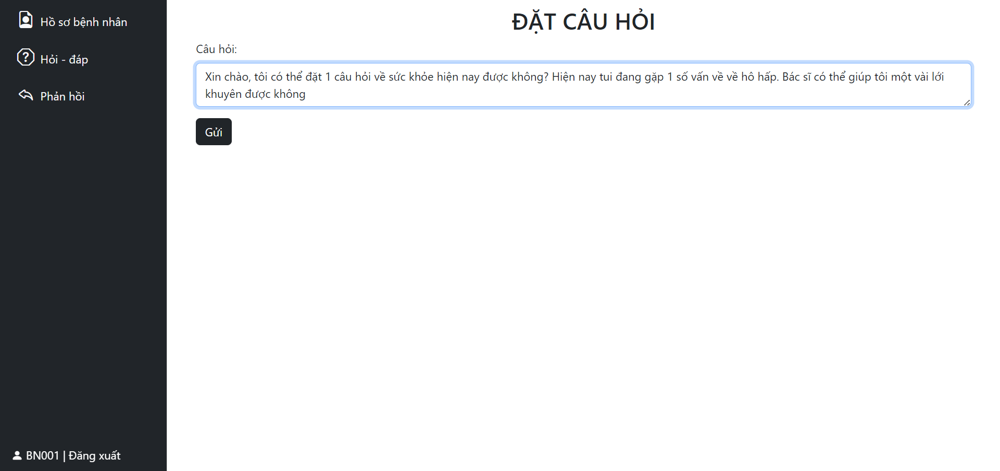 Hồ sơ bệnh nhân
Hỏi - đáp
Phản hồi
BN001 | Đăng xuất
ĐẶT CÂU HỎI
Câu hỏi:
Xin chào, tôi có thể đặt 1 câu hỏi về sức khỏe hiện nay được không? Hiện nay tui đang gặp 1 số vấn về về hô hấp. Bác sĩ có thể giúp tôi một vài lới
khuyên được không
Gửi